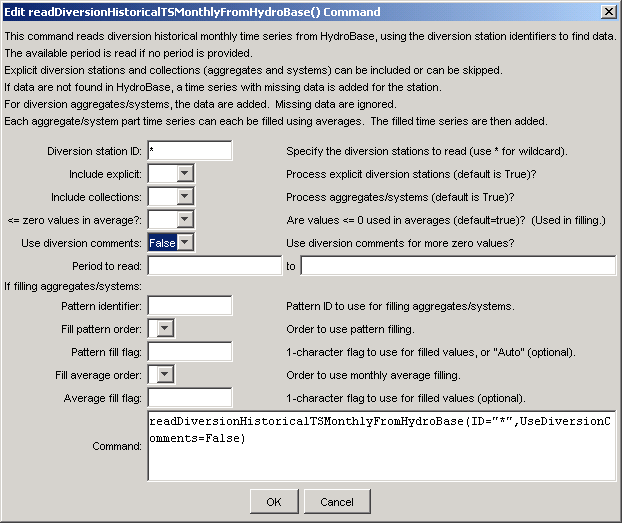 Edit readDiversionHistoricalTSMonthlyFromHydroBase() Command
This command reads diversion historical monthly time series from HydroBase, using the diversion station identifiers to find data.
The available period is read if no period is provided.
Explicit diversion stations and collections (aggregates and systems) can be included or can be skipped.
If data are not found in HydroBase, a time series with missing data is added for the station.
For diversion aggregates/systems, the data are added.  Missing data are ignored.
Each aggregate/system part time series can each be filled using averages.  The filled time series are then added.
Diversion station ID: * Specify the diversion stations to read (use * for wildcard).
Include explicit: Process explicit diversion stations (default is True)?
Include collections: Process aggregates/systems (default is True)?
<= zero values in average?: Are values <= 0 used in averages (default=true)?  (Used in filling.)
Use diversion comments: False Use diversion comments for more zero values?
Period to read: to
If filling aggregates/systems:
Pattern identifier: Pattern ID to use for filling aggregates/systems.
Fill pattern order: Order to use pattern filling.
Pattern fill flag: 1-character flag to use for filled values, or "Auto" (optional).
Fill average order: Order to use monthly average filling.
Average fill flag: 1-character flag to use for filled values (optional).
Command: readDiversionHistoricalTSMonthlyFromHydroBase(ID="*",UseDiversionC
omments=False)
OK Cancel